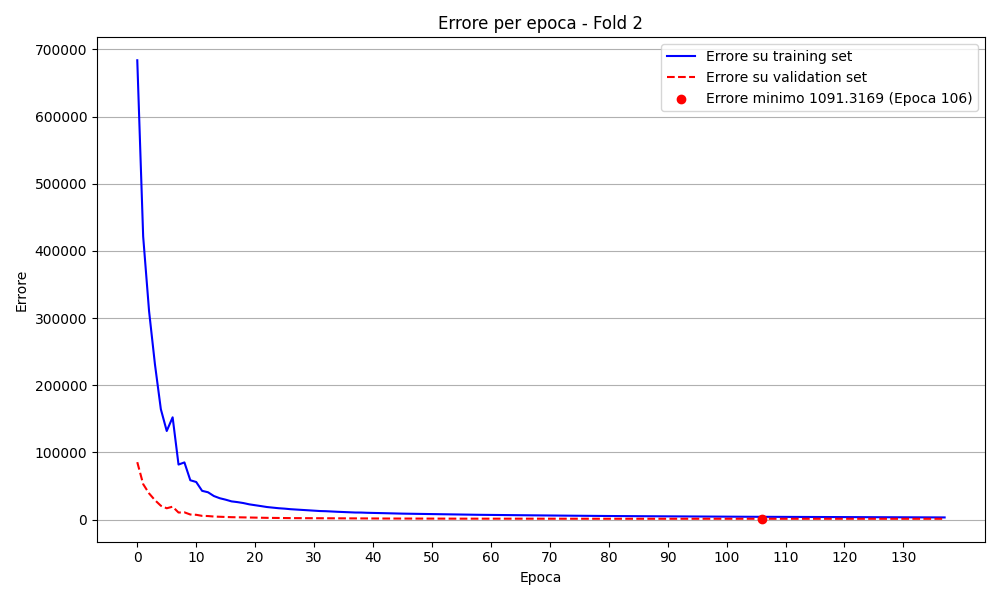 Errore per epoca - Fold 2
Errore su training set
Errore su validation set
Errore minimo 1091.3169 (Epoca 106)
700000
600000
500000
400000
300000
200000
100000
0
Errore
0 10 20 30 40 50 60 70 80 90 100 110 120 130
Epoca